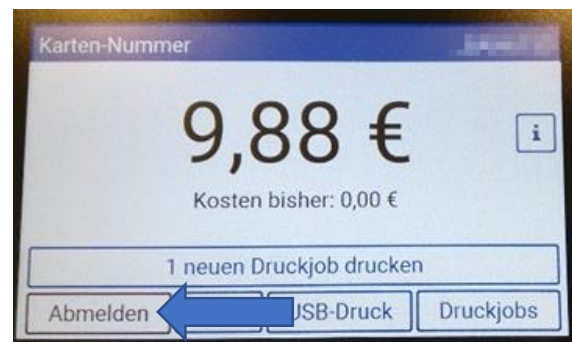 Karten-Nummer
9,88 €
i
Kosten bisher: 0,00 €
1 neuen Druckjob drucken
Abmelden
USB-Druck
Druckjobs